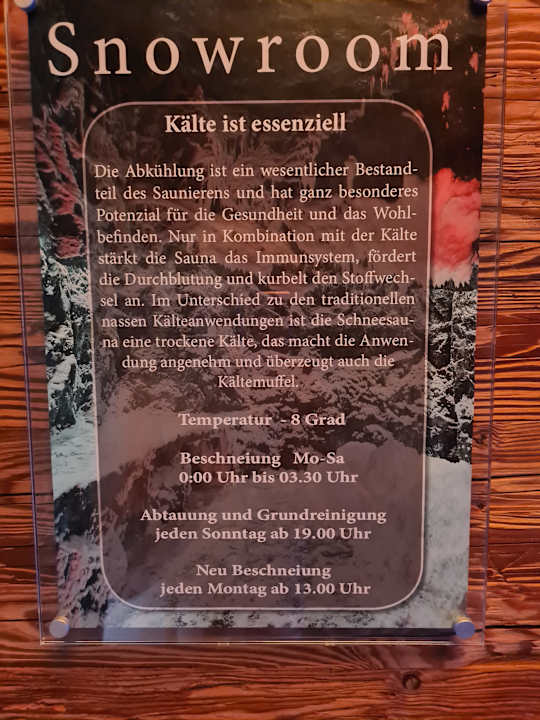 Snowroom
Kälte ist essenziell
Die Abkühlung ist ein wesentlicher Bestand-
teil des Saunierens und hat ganz besonderes
Potenzial für die Gesundheit und das Wohl-
befinden. Nur in Kombination mit der Kälte
stärkt die Sauna das Immunsystem, fördert
die Durchblutung und kurbelt den Stoffwech-
sel an. Im Unterschied zu den traditionellen
nassen Kälteanwendungen ist die Schneesau-
na eine trockene Kälte, das macht die Anwen-
dung angenehm und überzeugt auch die
Kältemuffel.
Temperatur - 8 Grad
Beschneiung Mo-Sa
0:00 Uhr bis 03.30 Uhr
Abtauung und Grundreinigung
jeden Sonntag ab 19.00 Uhr
Neu Beschneiung
jeden Montag ab 13.00 Uhr